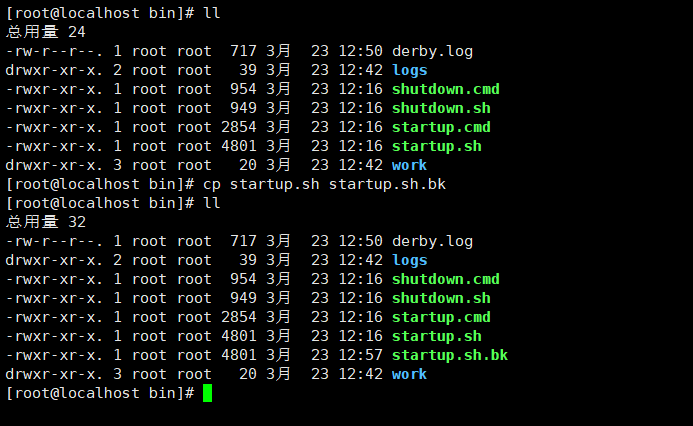 [root@localhost bin]# ll
总用量 24
-rw-r--r--. 1 root root  717 3月  23 12:50 derby.log
drwxr-xr-x. 2 root root   39 3月  23 12:42 logs
-rwxr-xr-x. 1 root root  954 3月  23 12:16 shutdown.cmd
-rwxr-xr-x. 1 root root  949 3月  23 12:16 shutdown.sh
-rwxr-xr-x. 1 root root 2854 3月  23 12:16 startup.cmd
-rwxr-xr-x. 1 root root 4801 3月  23 12:16 startup.sh
drwxr-xr-x. 3 root root   20 3月  23 12:42 work
[root@localhost bin]# cp startup.sh startup.sh.bk
[root@localhost bin]# ll
总用量 32
-rw-r--r--. 1 root root  717 3月  23 12:50 derby.log
drwxr-xr-x. 2 root root   39 3月  23 12:42 logs
-rwxr-xr-x. 1 root root  954 3月  23 12:16 shutdown.cmd
-rwxr-xr-x. 1 root root  949 3月  23 12:16 shutdown.sh
-rwxr-xr-x. 1 root root 2854 3月  23 12:16 startup.cmd
-rwxr-xr-x. 1 root root 4801 3月  23 12:16 startup.sh
-rwxr-xr-x. 1 root root 4801 3月  23 12:57 startup.sh.bk
drwxr-xr-x. 3 root root   20 3月  23 12:42 work
[root@localhost bin]#